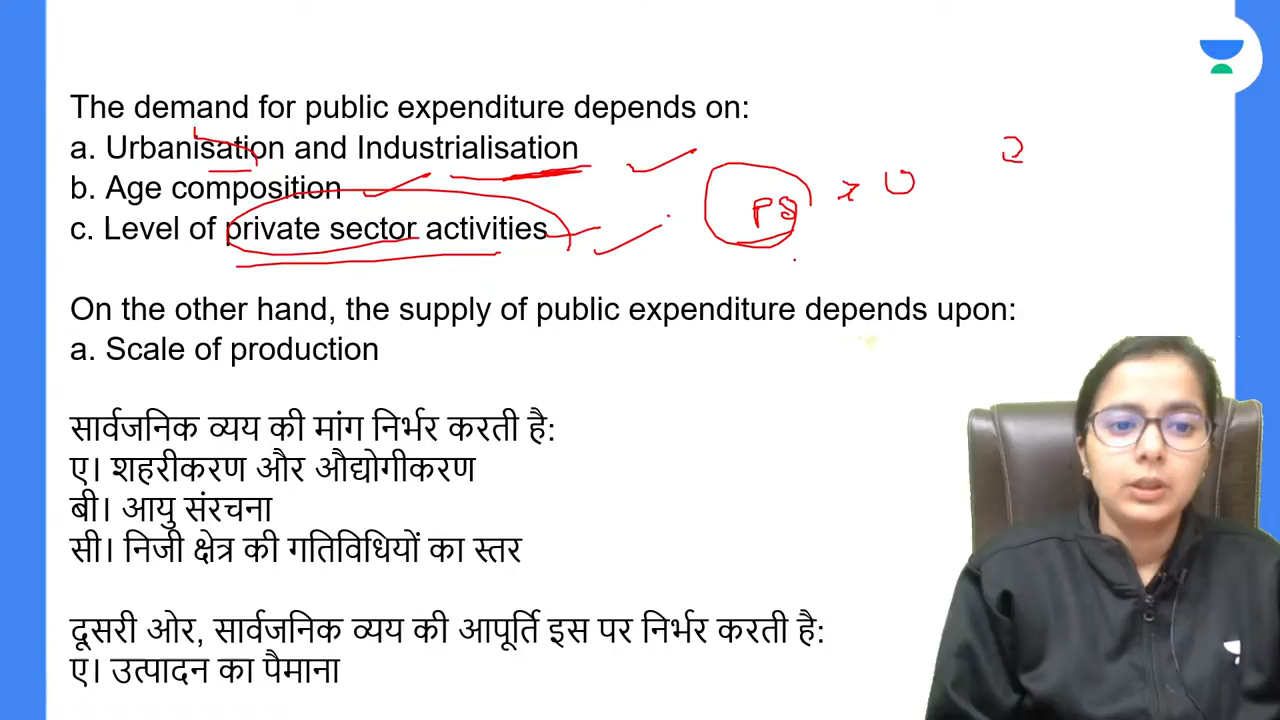 The demand for public expenditure depends on:
a. Urbanisation and Industrialisation
b. Age composition
c. Level of private sector activities
PS
On the other hand, the supply of public expenditure depends upon:
a. Scale of production
सार्वजनिक व्यय की मांग निर्भर करती है:
ए। शहरीकरण और औद्योगीकरण
बी। आयु संरचना
सी। निजी क्षेत्र की गतिविधियों का स्तर
दूसरी ओर, सार्वजनिक व्यय की आपूर्ति इस पर निर्भर करती है:
ए। उत्पादन का पैमाना